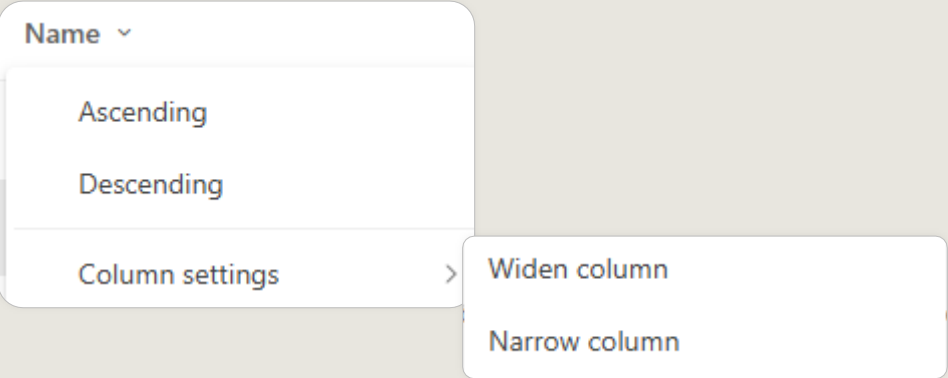 Name
Ascending
Descending
Column settings
Widen column
Narrow column